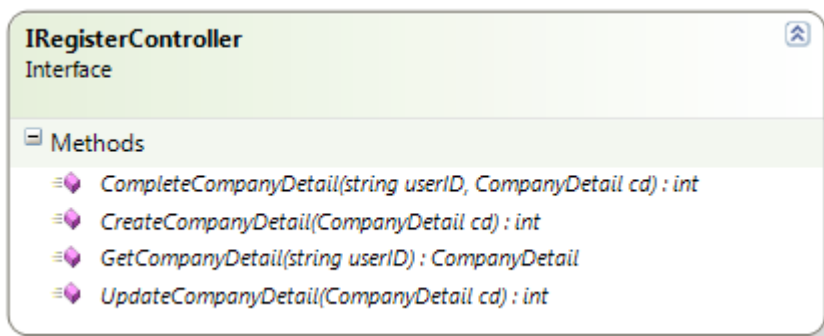 IRegisterController
Interface
Methods
CompleteCompanyDetail(string userID, CompanyDetail cd) : int
CreateCompanyDetail(CompanyDetail cd) : int
GetCompanyDetail(string userID) : CompanyDetail
UpdateCompanyDetail(CompanyDetail cd) : int